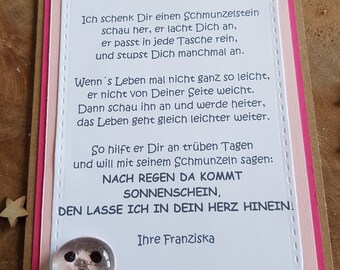 Ich schenk Dir einen Schmunzelstein
schau her, er lacht Dich an,
er passt in jede Tasche rein,
und stupst Dich manchmal an.
Wenn´s Leben mal nicht ganz so leicht,
er nicht von Deiner Seite weicht.
Dann schau ihn an und werde heiter,
das Leben geht gleich leichter weiter.
So hilft er Dir an trüben Tagen
und will mit seinem Schmunzeln sagen:
NACH REGEN DA KOMMT
SONNENSCHEIN,
DEN LASSE ICH IN DEIN HERZ HINEIN!
Ihre Franziska